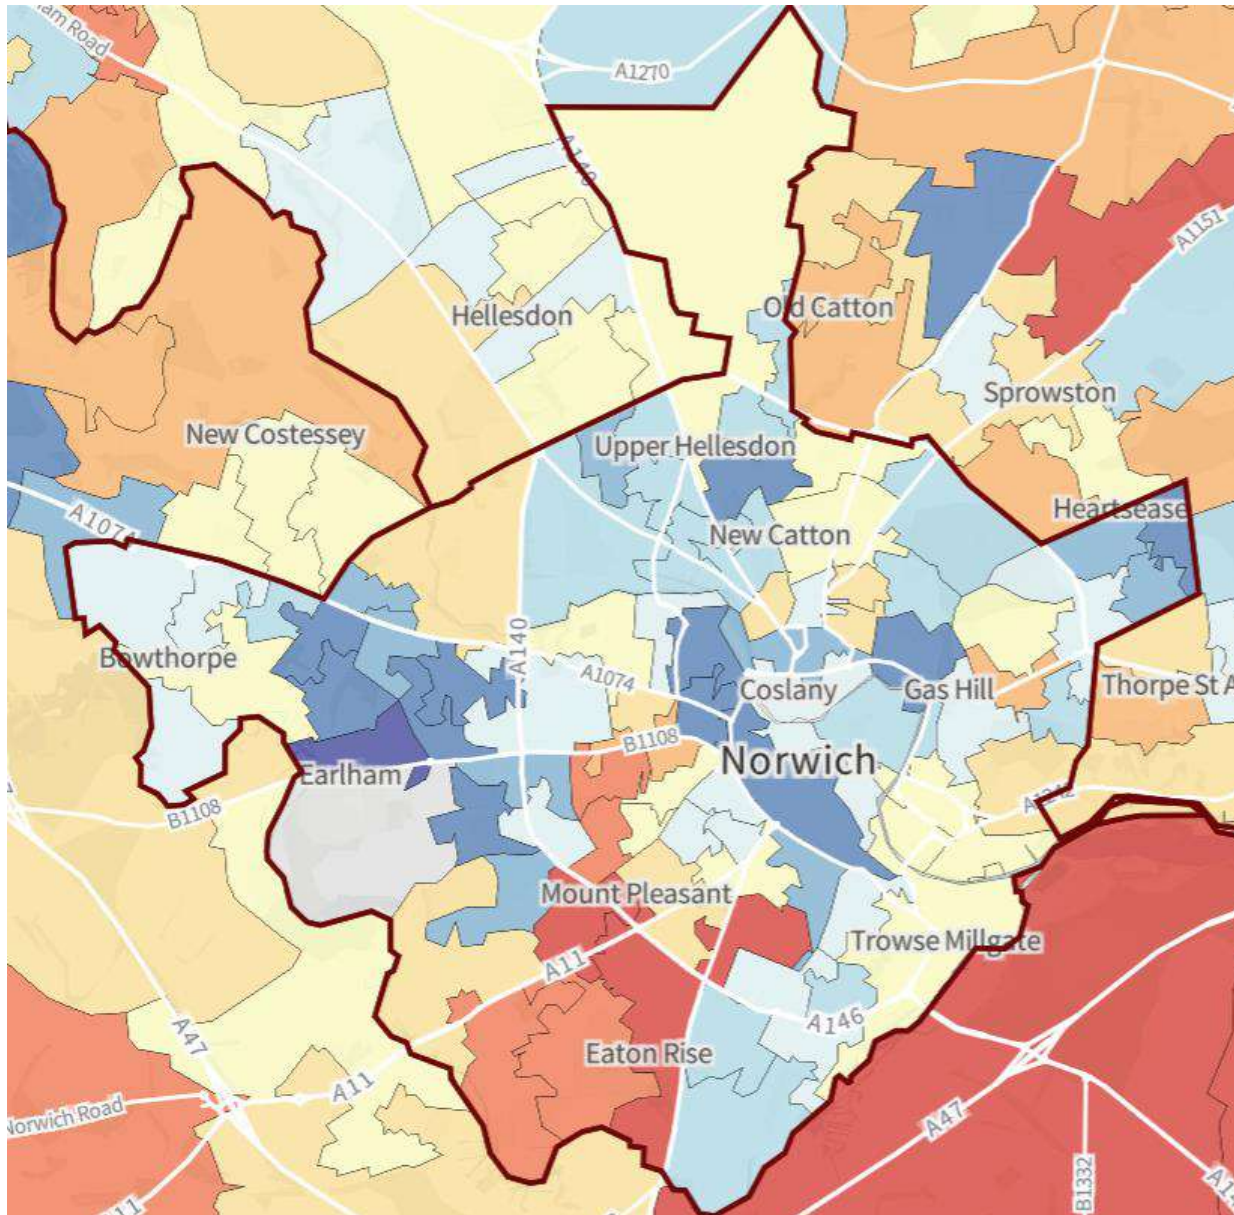 am Road
A1270
A140
A1151
Old Catton
Hellesdon
Sprowston
New Costessey
Upper Hellesdon
Heartsease
A1074
New Catton
A140
Bowthorpe
A1074
Coslany
Gas Hill
Thorpe St A
B1108
Norwich
Earlham
A1242
B1108
Mount Pleasant
Trowse Millgate
A11
A146
A47
Eaton Rise
A11
Norwich Road
A47
B1332
A14
A11